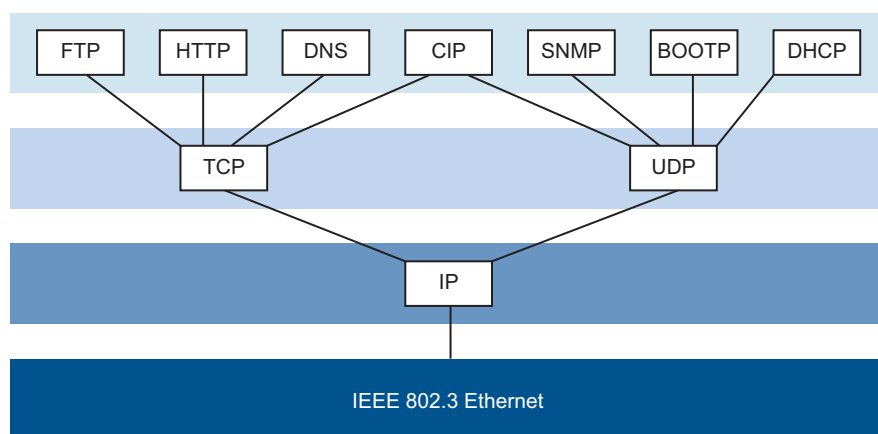 FTP
HTTP
DNS
CIP
SNMP
BOOTP
DHCP
TCP
UDP
IP
IEEE 802.3 Ethernet